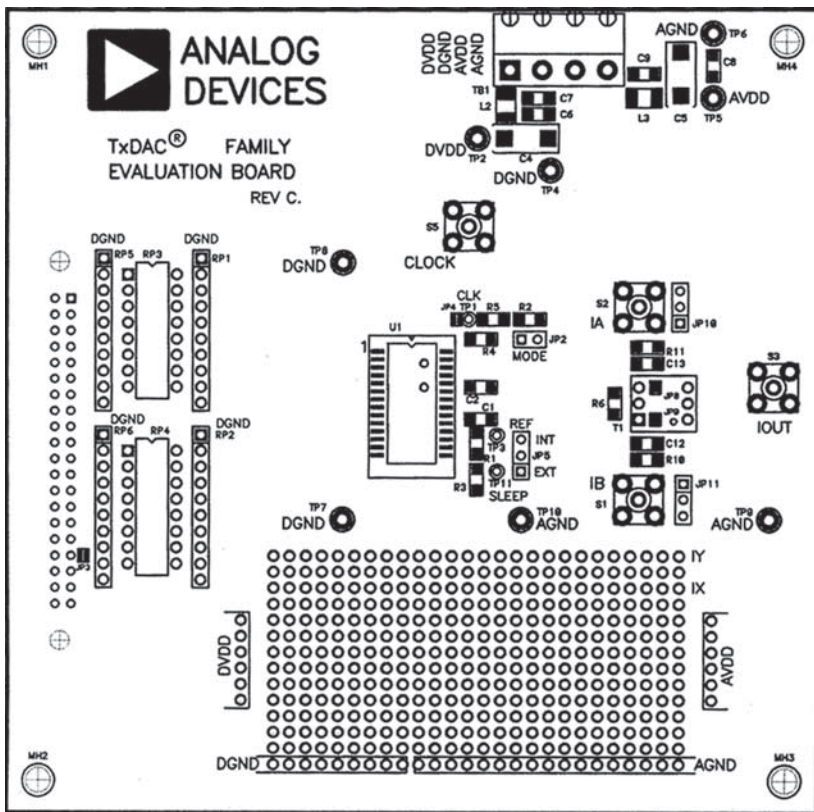 MH1
ANALOG
DEVICES
TxDAC® FAMILY
EVALUATION BOARD
REV C.
DVDD
DGND
AVDD
AGND
TB1
L2
C7
C6
C9
L3
C5
AGND
TP6
C8
TP5
AVDD
MH4
DVDD
TP2
C4
DGND
TP4
S5
CLOCK
TP8
DGND
DGND
RP5
RP3
DGND
RP1
DGND
RP6
RP4
DGND
RP2
JP3
U1
1
CLK
JP4
TP1
R5
R2
R4
JP2
MODE
C2
C1
REF
TP3
INT
JP5
EXT
R1
R3
TP11
SLEEP
S2
IA
JP10
R11
C13
R6
T1
JP8
JP9
S3
IOUT
C12
R10
IB
S1
JP11
TP7
DGND
TP10
AGND
TP9
AGND
IY
IX
DVDD
AVDD
DGND
AGND
MH2
MH3